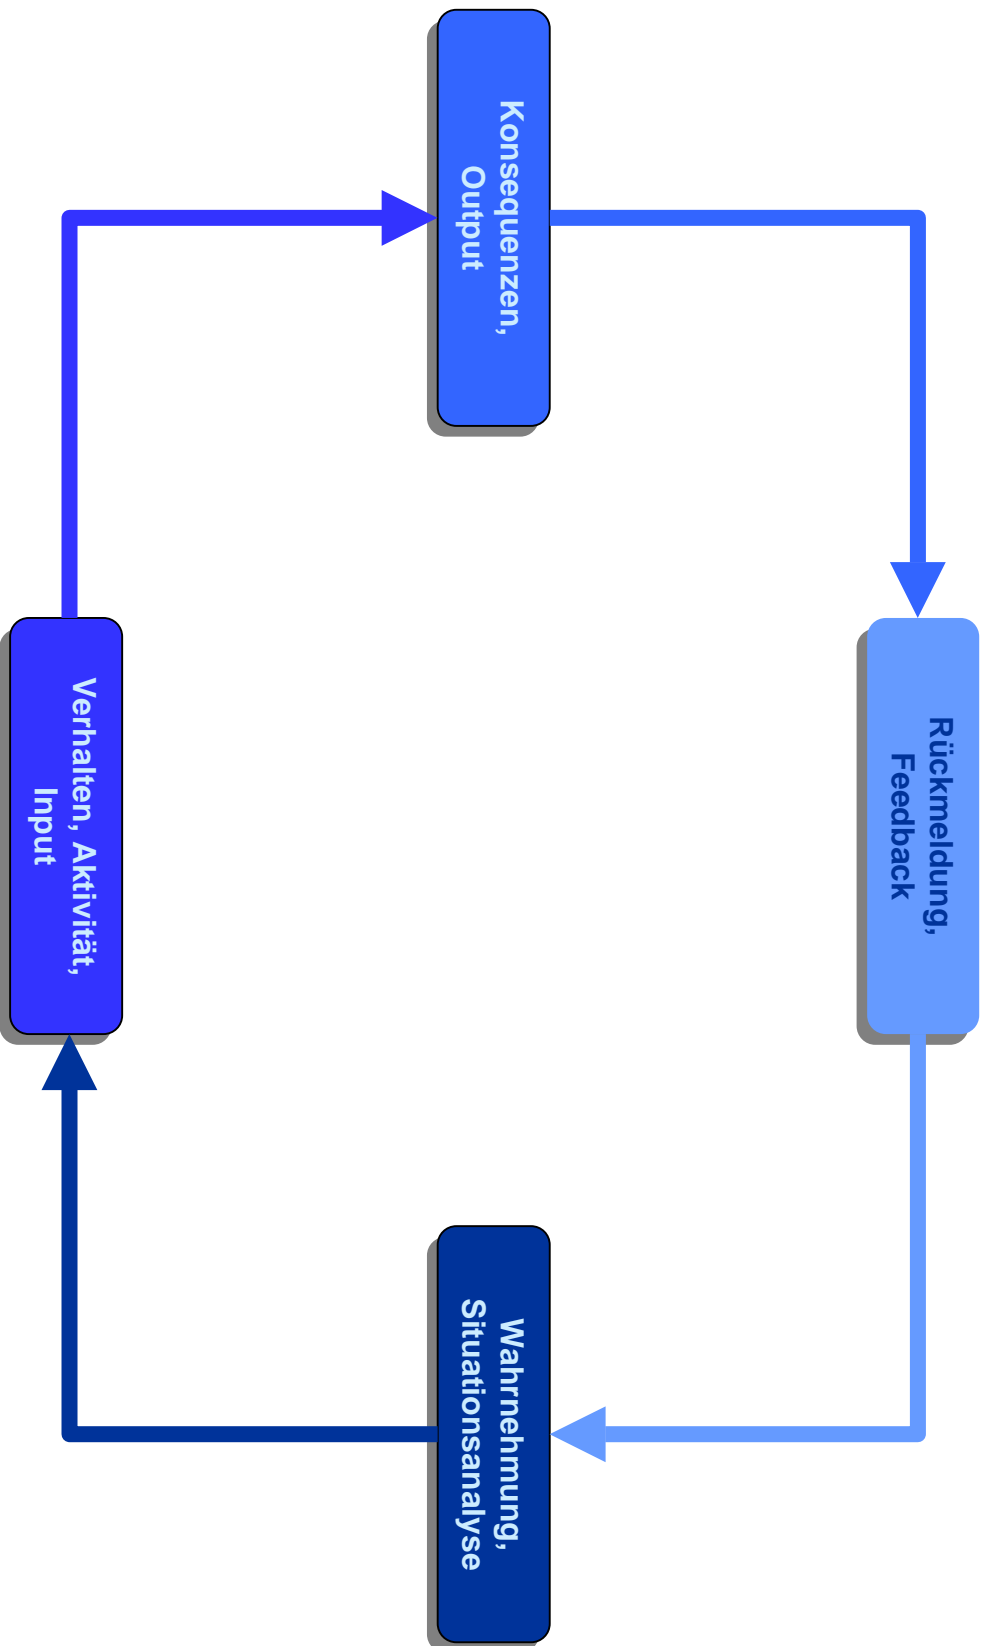 Rückmeldung,
Feedback
Konsequenzen,
Output
Wahrnehmung,
Situationsanalyse
Verhalten, Aktivität,
Input